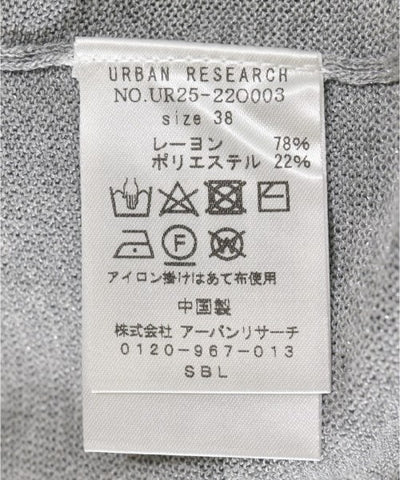 URBAN RESEARCH
NO.UR25-22O003
size 38
レーヨン 78%
ポリエステル 22%
F
W
アイロン掛けはあて布使用
中国製
株式会社 アーバンリサーチ
0120-967-013
SBL